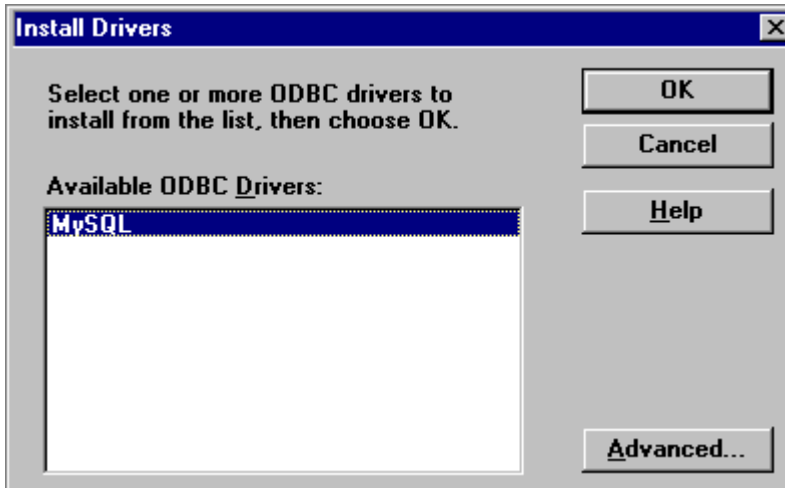 Install Drivers
Select one or more ODBC drivers to
install from the list, then choose OK.
Available ODBC Drivers:
MySQL
OK
Cancel
Help
Advanced...